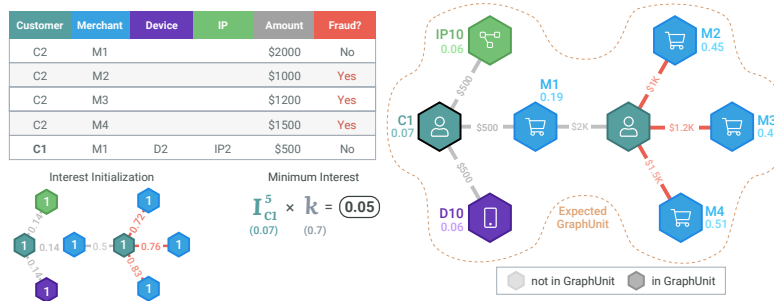 Customer Merchant Device IP Amount Fraud?
C2 M1 $2000 No
C2 M2 $1000 Yes
C2 M3 $1200 Yes
C2 M4 $1500 Yes
C1 M1 D2 IP2 $500 No
Interest Initialization
1 1
0.14 0.72
1 0.14 1 0.5 1 0.76 1
0.14 0.83
1 1
Minimum Interest
I 5 C1 × k = 0.05
(0.07) (0.7)
IP10
0.06
M2
0.45
$500
$1K
C1
0.07
$500
M1
0.19
$2K
$1.2K
M3
$500
$1.5K
D10
0.06
Expected
GraphUnit
M4
0.51
not in GraphUnit in GraphUnit